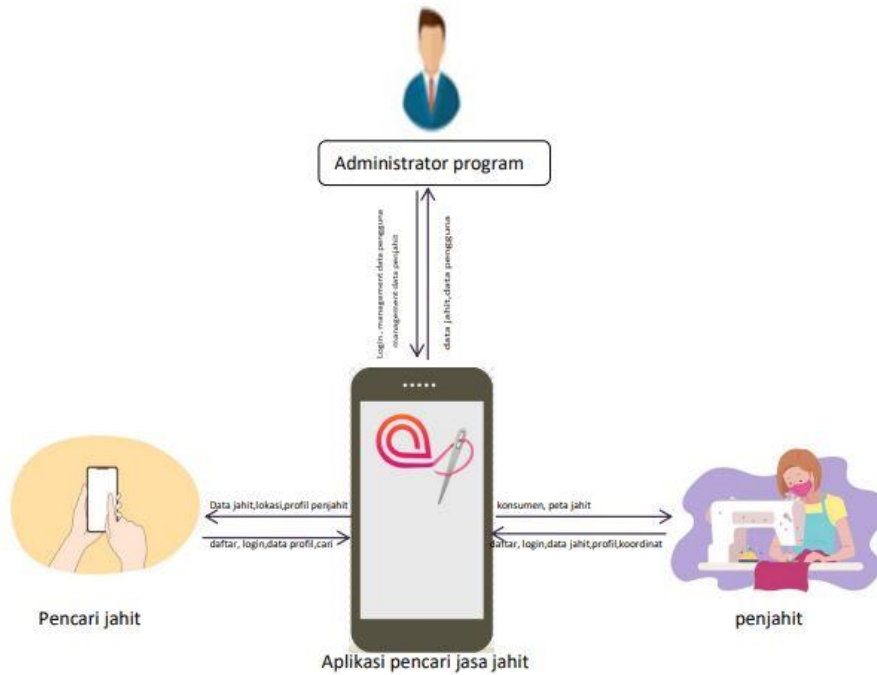 Administrator program
Login . management data pengguna
management data penjahit
data jahit,data pengguna
Data jahit,lokasi,profil penjahit
daftar, login,data profil,cari
konsumen, peta jahit
daftar, login,data jahit,profil,koordinat
Pencari jahit
penjahit
Aplikasi pencari jasa jahit